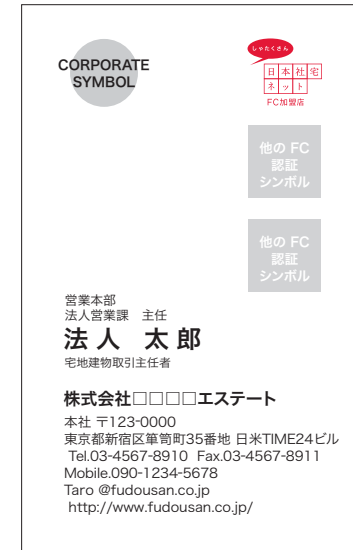 CORPORATE
SYMBOL
しゃたくさん
日本社宅
ネット
FC加盟店
他の FC
認証
シンボル
他の FC
認証
シンボル
営業本部
法人営業課 主任
法人 太郎
宅地建物取引主任者
株式会社□□□□エステート
本社 〒123-0000
東京都新宿区箪笥町35番地 日米TIME24ビル
Tel.03-4567-8910 Fax.03-4567-8911
Mobile.090-1234-5678
Taro @fudousan.co.jp
http://www.fudousan.co.jp/